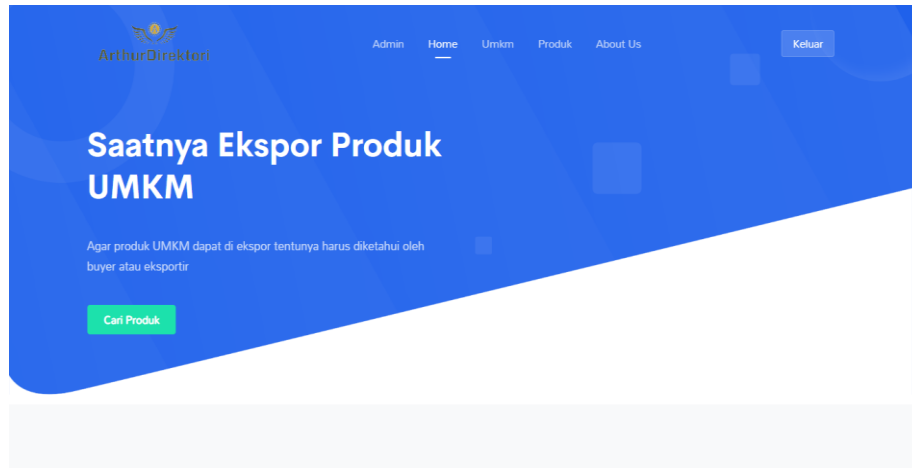 ArthurDirektori
Admin Home Umkm Produk About Us Keluar
Saatnya Ekspor Produk
UMKM
Agar produk UMKM dapat di ekspor tentunya harus diketahui oleh
buyer atau eksportir
Cari Produk